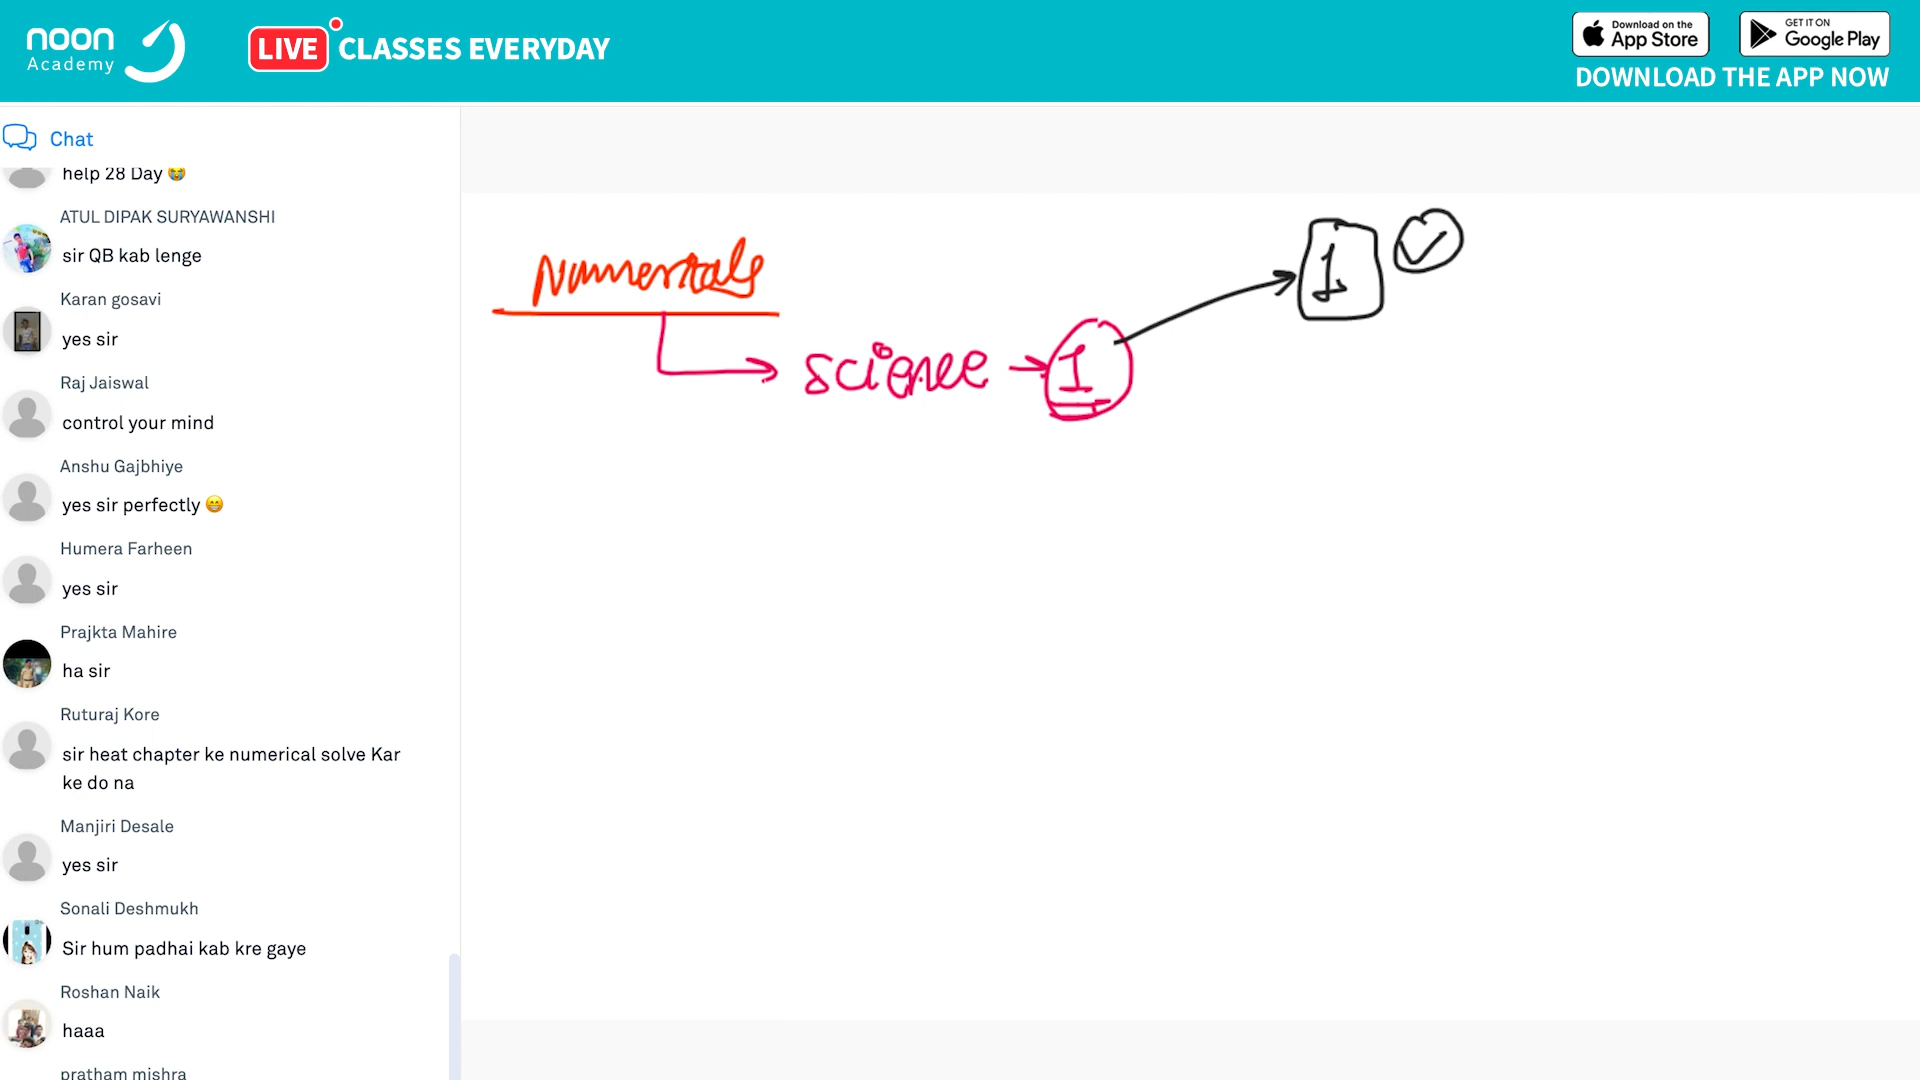 noon
Academy
LIVE CLASSES EVERYDAY
Download on the
App Store
GET IT ON
Google Play
DOWNLOAD THE APP NOW
Chat
help 28 Day 😭
ATUL DIPAK SURYAWANSHI
sir QB kab lenge
Karan gosavi
yes sir
Raj Jaiswal
control your mind
Anshu Gajbhiye
yes sir perfectly 😁
Humera Farheen
yes sir
Prajkta Mahire
ha sir
Ruturaj Kore
sir heat chapter ke numerical solve Kar
ke do na
Manjiri Desale
yes sir
Sonali Deshmukh
Sir hum padhai kab kre gaye
Roshan Naik
haaa
pratham mishra
science → 1
1